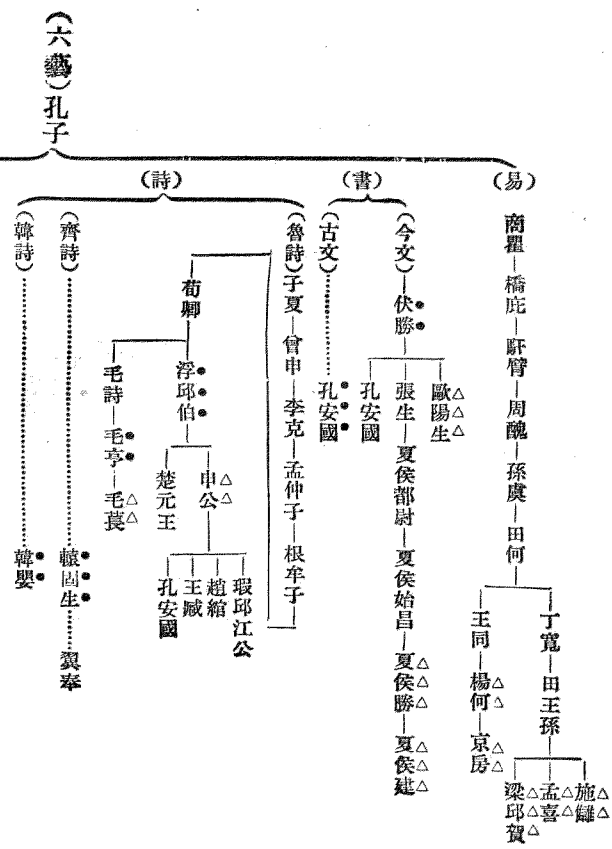 (六藝)孔子
(易)
商瞿—橋庇—馯臂—周醜—孫虞—田何
丁寬—田王孫
施讎△△
孟喜△△
梁邱賀△△△
王同—楊何△△—京房△△
(書)
(今文)—伏勝
歐陽生△△△
張生—夏侯都尉—夏侯始昌—夏侯勝△△△—夏侯建△△△
孔安國
(古文)孔安國
(詩)
(魯詩)子夏—曾申—李克—孟仲子—根牟子
荀卿
浮邱伯
申公△△
瑕邱江公
趙綰
王臧
孔安國
楚元王
毛詩—毛亨—毛萇△△
(齊詩)轅固生翼奉
(韓詩)韓嬰